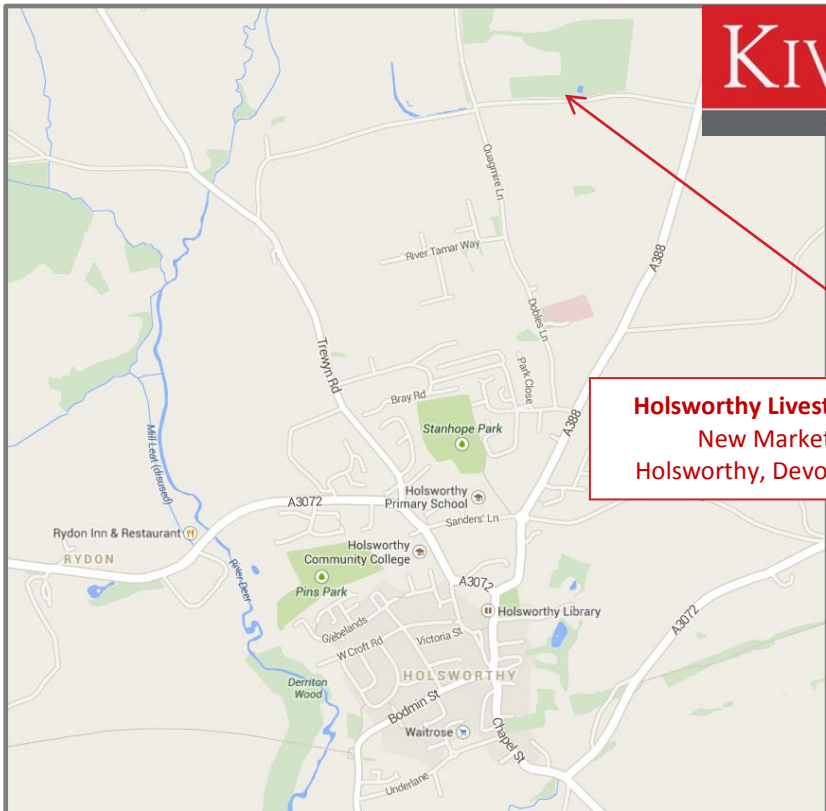 KIV
Quagmire Ln
River Tamar Way
A388
Dobles Ln
Trewyn Rd
Park Close
Bray Rd
A388
Stanhope Park
Holsworthy Livest
New Market
Holsworthy, Devo
Mill Leat (disused)
Holsworthy
Primary School
A3072
Sanders' Ln
Rydon Inn & Restaurant
RYDON
Holsworthy
Community College
River Deer
Pins Park
A3072
Holsworthy Library
A3072
Glebelands
Victoria St
W Croft Rd
HOLSWORTHY
Derriton
Wood
Bodmin St
Waitrose
Chapel St
Underlane